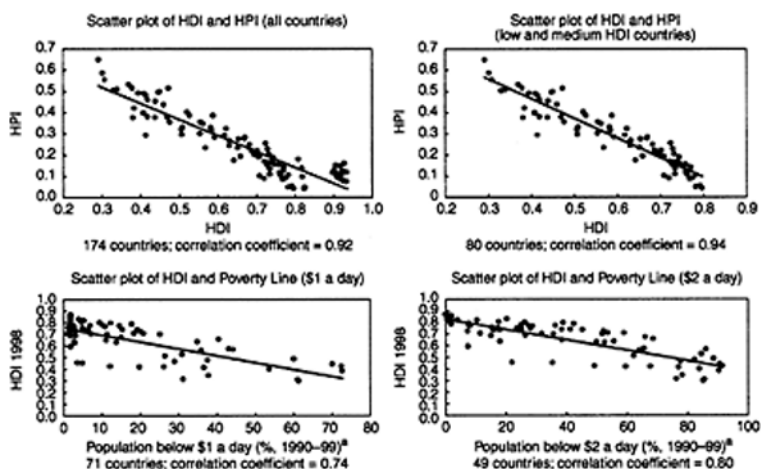 Scatter plot of HDI and HPI (all countries)
0.7
0.6
0.5
0.4
0.3
0.2
0.1
0.0
HPI
0.2 0.3 0.4 0.5 0.6 0.7 0.8 0.9 1.0
HDI
174 countries; correlation coefficient = 0.92
Scatter plot of HDI and HPI
(low and medium HDI countries)
0.7
0.6
0.5
0.4
0.3
0.2
0.1
0.0
HPI
0.2 0.3 0.4 0.5 0.6 0.7 0.8 0.9
HDI
80 countries; correlation coefficient = 0.94
Scatter plot of HDI and Poverty Line ($1 a day)
1.0
0.9
0.8
0.7
0.6
0.5
0.4
0.3
0.2
0.1
0.0
HDI 1998
0 10 20 30 40 50 60 70 80
Population below $1 a day (%, 1990–99)a
71 countries; correlation coefficient = 0.74
Scatter plot of HDI and Poverty Line ($2 a day)
1.0
0.9
0.8
0.7
0.6
0.5
0.4
0.3
0.2
0.1
0.0
HDI 1998
0 20 40 60 80 100
Population below $2 a day (%, 1990–99)a
49 countries; correlation coefficient = 0.80